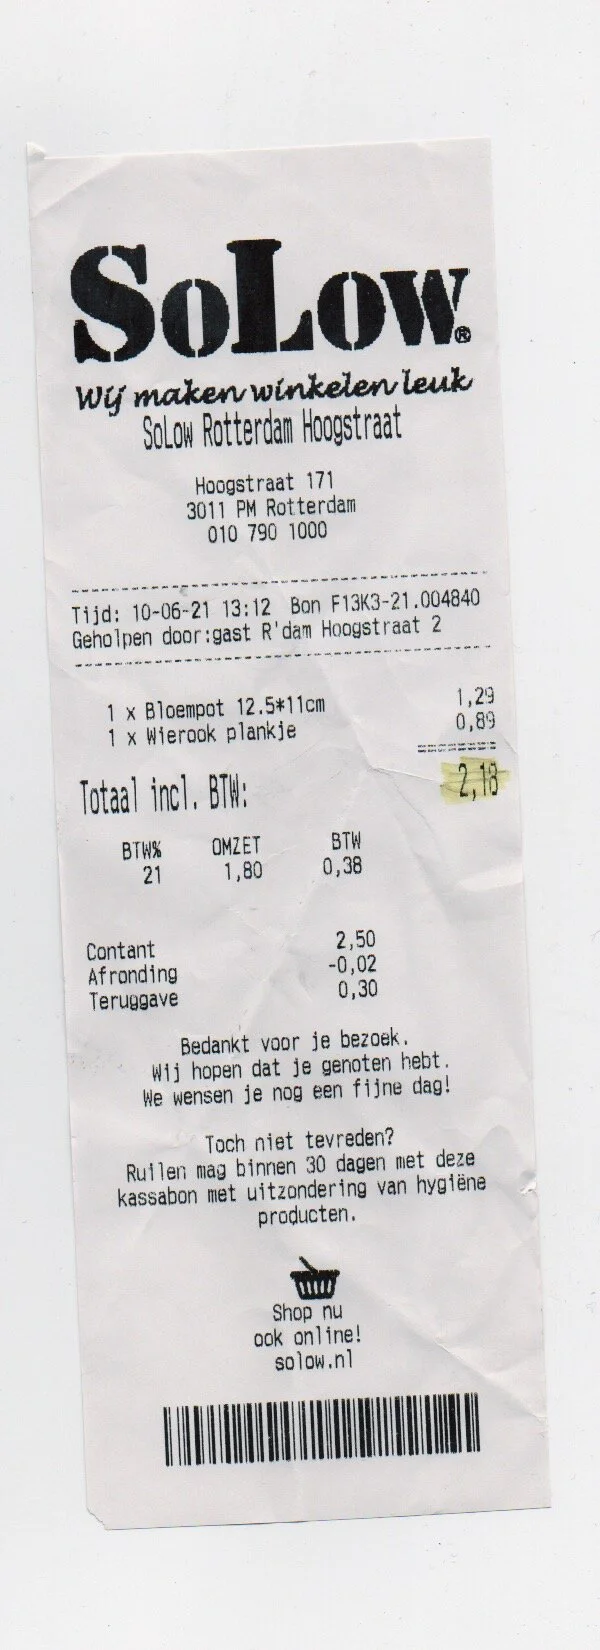 SoLow®
Wij maken winkelen leuk
SoLow Rotterdam Hoogstraat
Hoogstraat 171
3011 PM Rotterdam
010 790 1000
Tijd: 10-06-21 13:12 Bon F13K3-21.004840
Geholpen door:gast R'dam Hoogstraat 2
1 x Bloempot 12.5*11cm 1,29
1 x Wierook plankje 0,89
Totaal incl. BTW: 2,18
BTW% OMZET BTW
21 1,80 0,38
Contant 2,50
Afronding -0,02
Teruggave 0,30
Bedankt voor je bezoek.
Wij hopen dat je genoten hebt.
We wensen je nog een fijne dag!
Toch niet tevreden?
Ruilen mag binnen 30 dagen met deze
kassabon met uitzondering van hygiëne
producten.
Shop nu
ook online!
solow.nl